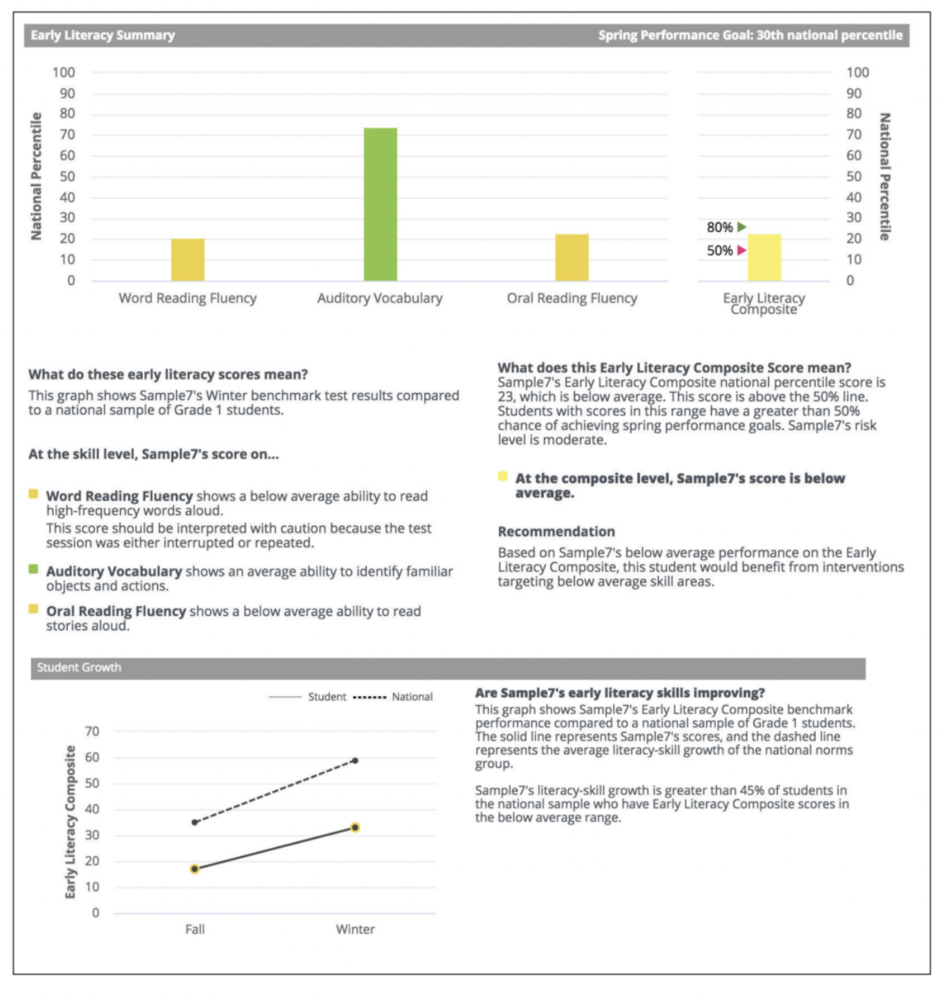 Early Literacy Summary
Spring Performance Goal: 30th national percentile
National Percentile
100
90
80
70
60
50
40
30
20
10
0
80%
50%
100
90
80
70
60
50
40
30
20
10
0
National Percentile
Word Reading Fluency
Auditory Vocabulary
Oral Reading Fluency
Early Literacy
Composite
What do these early literacy scores mean?
This graph shows Sample7's Winter benchmark test results compared
to a national sample of Grade 1 students.
At the skill level, Sample7's score on...
Word Reading Fluency shows a below average ability to read
high-frequency words aloud.
This score should be interpreted with caution because the test
session was either interrupted or repeated.
Auditory Vocabulary shows an average ability to identify familiar
objects and actions.
Oral Reading Fluency shows a below average ability to read
stories aloud.
What does this Early Literacy Composite Score mean?
Sample7's Early Literacy Composite national percentile score is
23, which is below average. This score is above the 50% line.
Students with scores in this range have a greater than 50%
chance of achieving spring performance goals. Sample7's risk
level is moderate.
At the composite level, Sample7's score is below
average.
Recommendation
Based on Sample7's below average performance on the Early
Literacy Composite, this student would benefit from interventions
targeting below average skill areas.
Student Growth
Student
National
Early Literacy Composite
70
60
50
40
30
20
10
0
Fall
Winter
Are Sample7's early literacy skills improving?
This graph shows Sample7's Early Literacy Composite benchmark
performance compared to a national sample of Grade 1 students.
The solid line represents Sample7's scores, and the dashed line
represents the average literacy-skill growth of the national norms
group.
Sample7's literacy-skill growth is greater than 45% of students in
the national sample who have Early Literacy Composite scores in
the below average range.